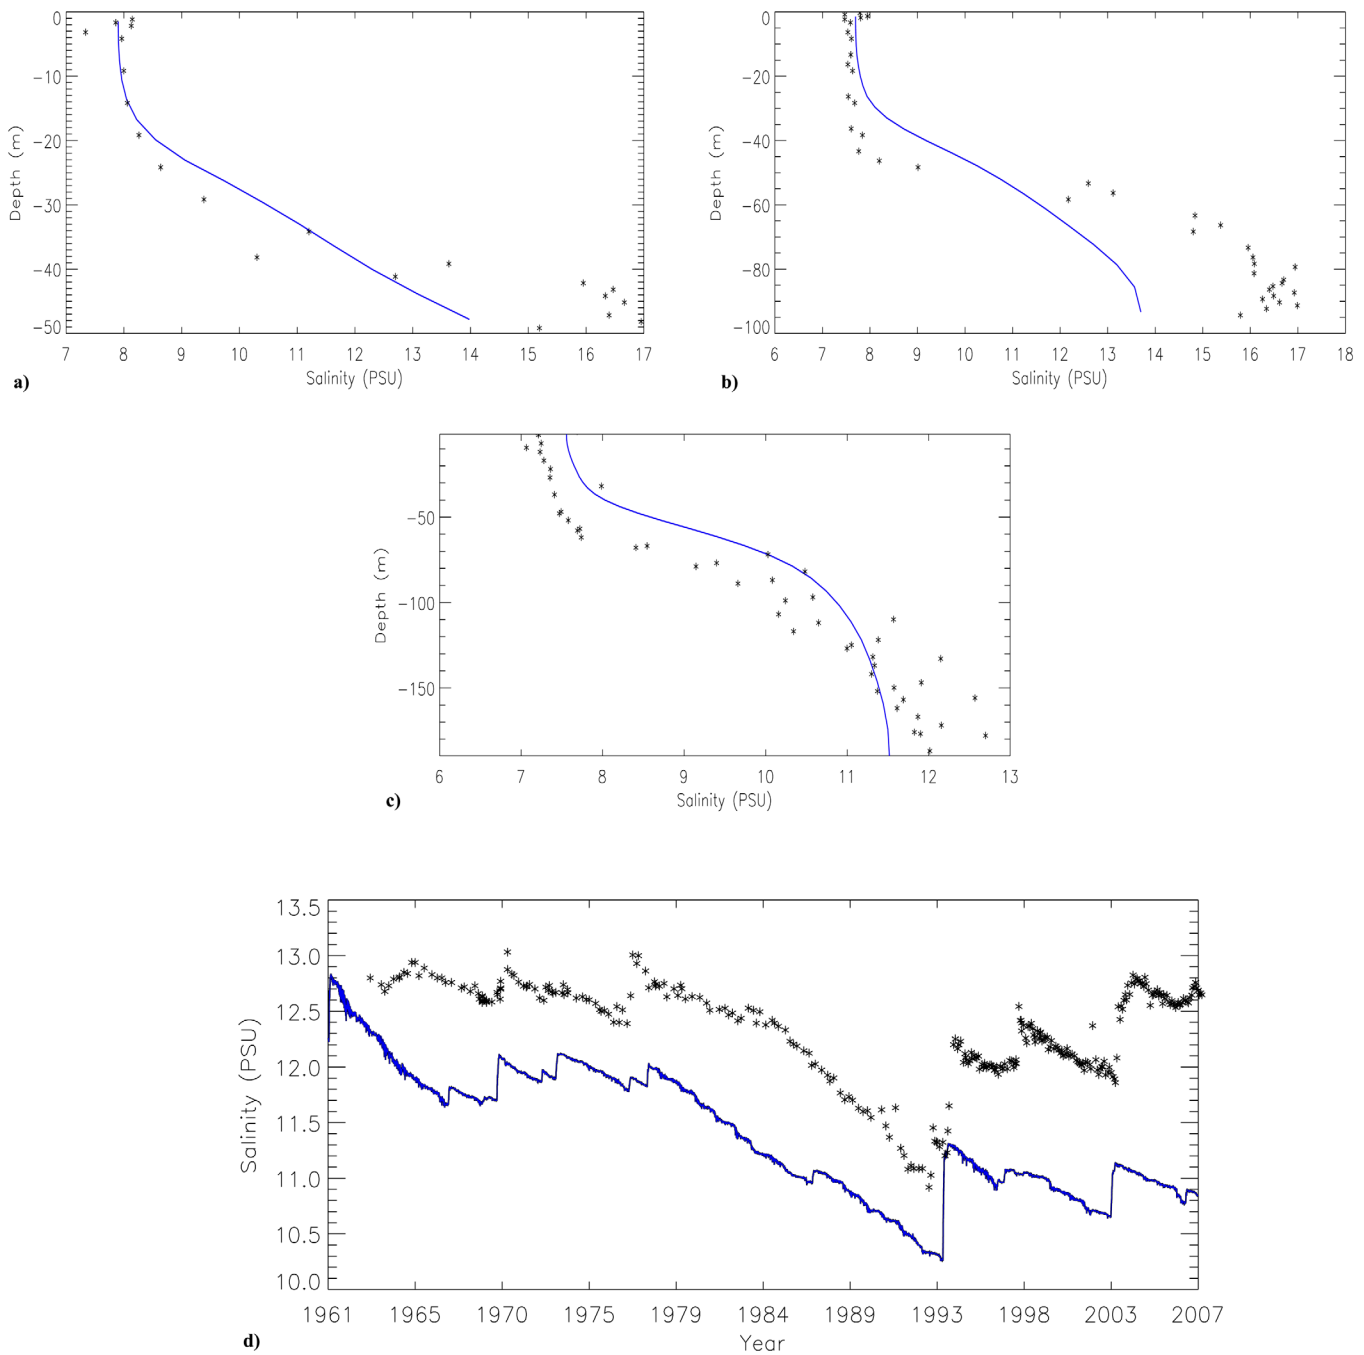 0
-10
-20
-30
-40
-50
Depth (m)
7 8 9 10 11 12 13 14 15 16 17
Salinity (PSU)
a)
0
-20
-40
-60
-80
-100
Depth (m)
6 7 8 9 10 11 12 13 14 15 16 17 18
Salinity (PSU)
b)
-50
-100
-150
Depth (m)
6 7 8 9 10 11 12 13
Salinity (PSU)
c)
13.5
13.0
12.5
12.0
11.5
11.0
10.5
10.0
Salinity (PSU)
1961 1965 1970 1975 1979 1984 1989 1993 1998 2003 2007
Year
d)